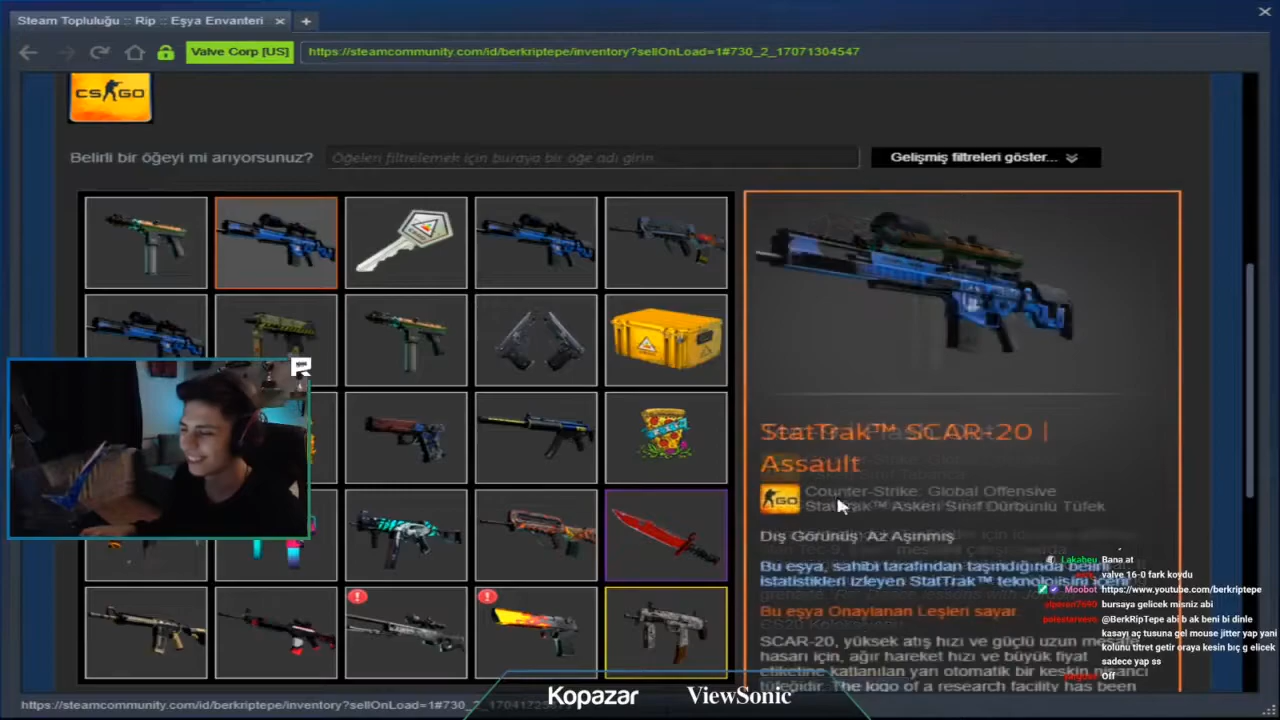 Steam Topluluğu :: Rip :: Eşya Envanteri
Valve Corp [US]
https://steamcommunity.com/id/berkriptepe/inventory?sellOnLoad=1#730_2_17071304547
CS GO
Belirli bir öğeyi mi arıyorsunuz?
Öğeleri filtrelemek için buraya bir öğe adı girin
Gelişmiş filtreleri göster...
StatTrak™ SCAR-20 |
Assault
GO
Counter-Strike: Global Offensive
StatTrak™ Askeri Sınıf Dürbünlü Tüfek
Dış Görünüş: Az Aşınmış
Bu eşya, sahibi tarafından taşındığında belirli
istatistikleri izleyen StatTrak™ teknolojisini içerir
Bu eşya Onaylanan Leşleri sayar.
SCAR-20, yüksek atış hızı ve güçlü uzun mesafe
hasarı için, ağır hareket hızı ve büyük fiyat
etiketine katlanılan yarı otomatik bir keskin nişancı
tüfeğidir. The logo of a research facility has been
Lakabeu Bana at
valve 16-0 fark koydu
Moobot https://www.youtube.com/berkriptepe
bursaya gelicek misniz abi
@BerkRipTepe abi b ak beni bi dinle
kasayı aç tusuna gel mouse jitter yap yani
kolunu titret getir oraya kesin bıç g elicek
sadece yap ss
Off
Kopazar
ViewSonic
https://steamcommunity.com/id/berkriptepe/inventory?sellOnLoad=1#730_2_